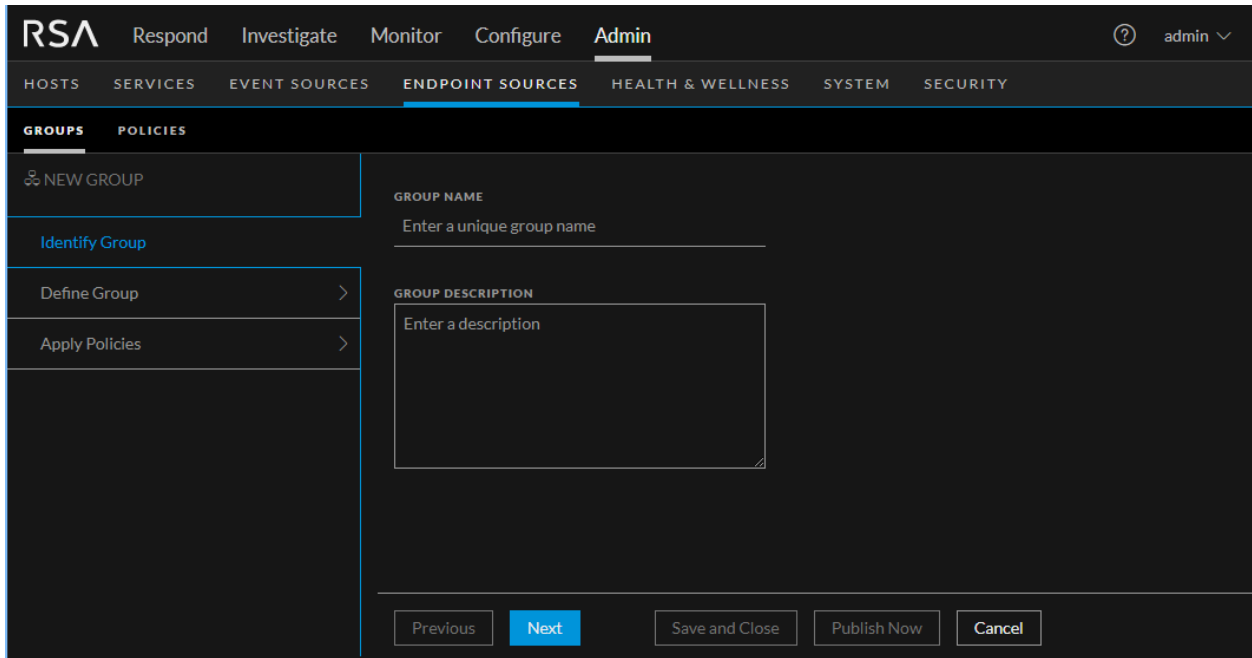 RSA Respond Investigate Monitor Configure Admin ? admin
HOSTS SERVICES EVENT SOURCES ENDPOINT SOURCES HEALTH & WELLNESS SYSTEM SECURITY
GROUPS POLICIES
NEW GROUP
Identify Group
Define Group
Apply Policies
GROUP NAME
Enter a unique group name
GROUP DESCRIPTION
Enter a description
Previous Next Save and Close Publish Now Cancel